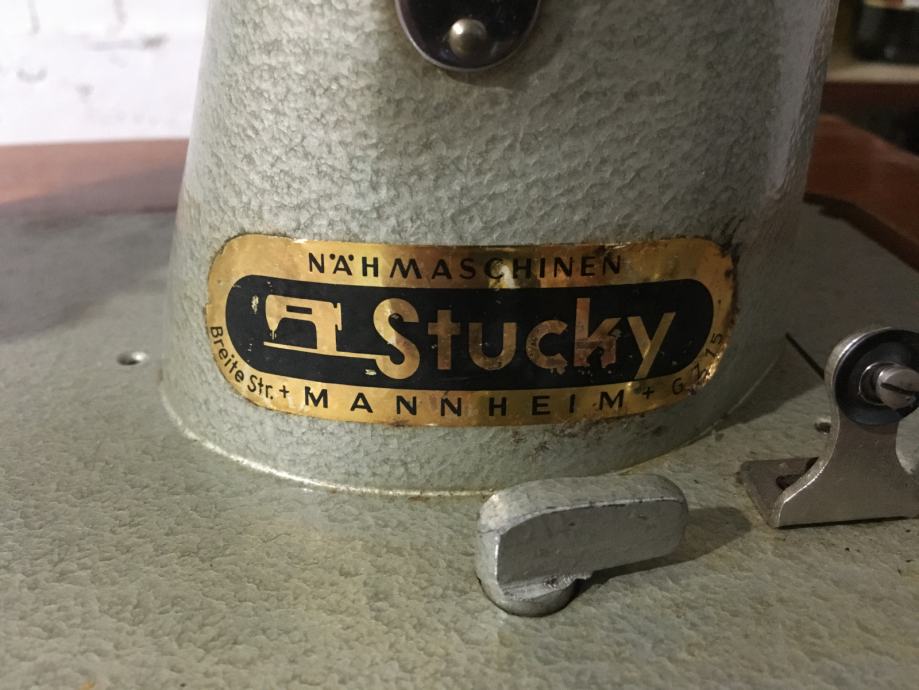 NÄHMASCHINEN
Stucky
Breite Str. + MANNHEIM + G.7.15